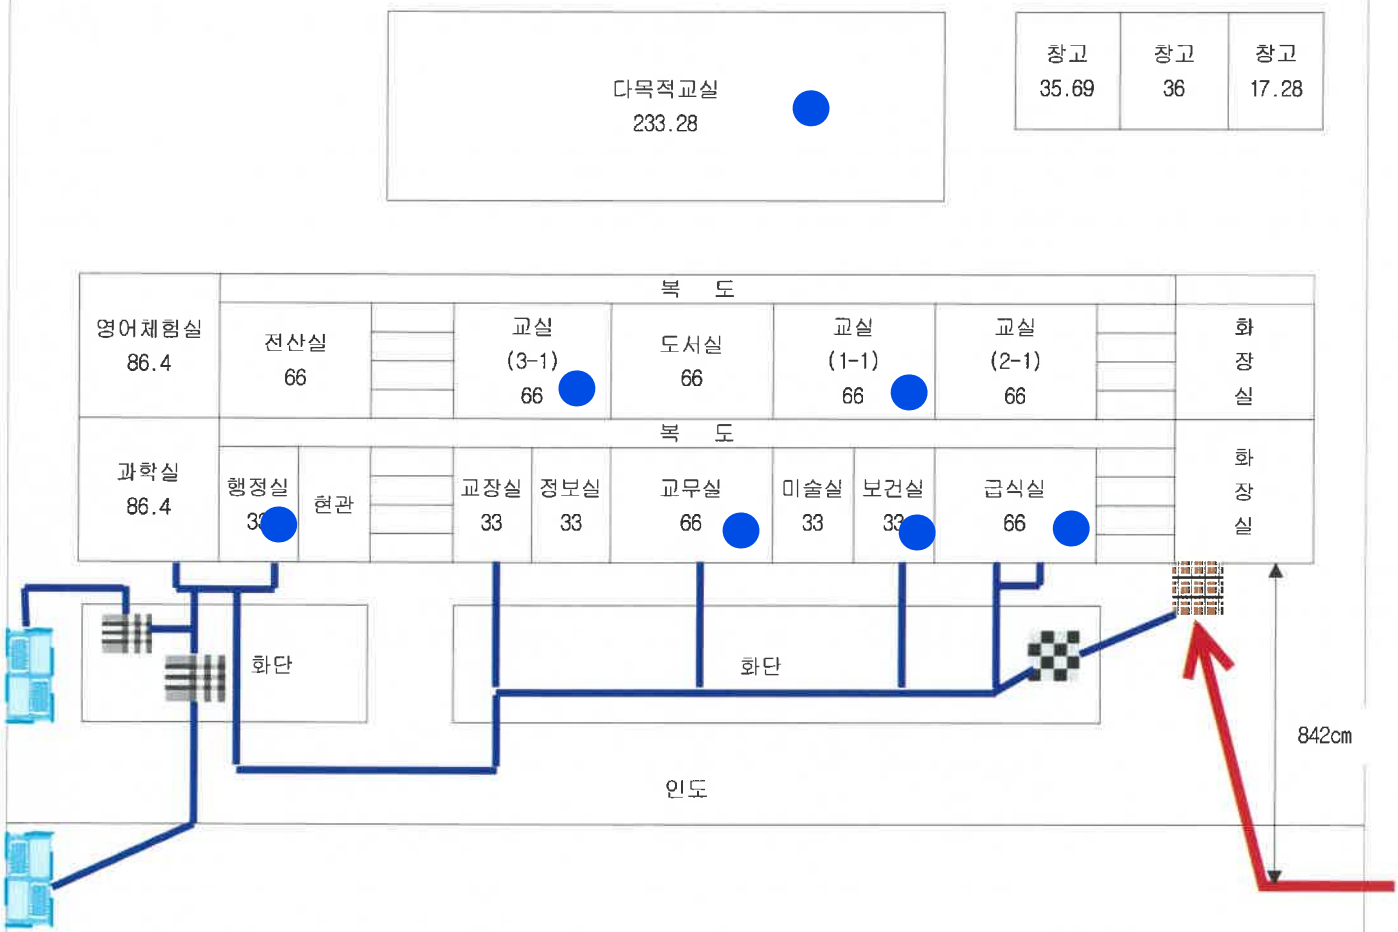 다목적교실
233.28
창고
35.69
창고
36
창고
17.28
복 도
영어체험실
86.4
전산실
66
교실
(3-1)
66
도서실
66
교실
(1-1)
66
교실
(2-1)
66
화
장
실
복 도
과학실
86.4
행정실
현관
교장실
33
정보실
33
교무실
66
미술실
33
보건실
33
급식실
66
화
장
실
화단
화단
842cm
인도